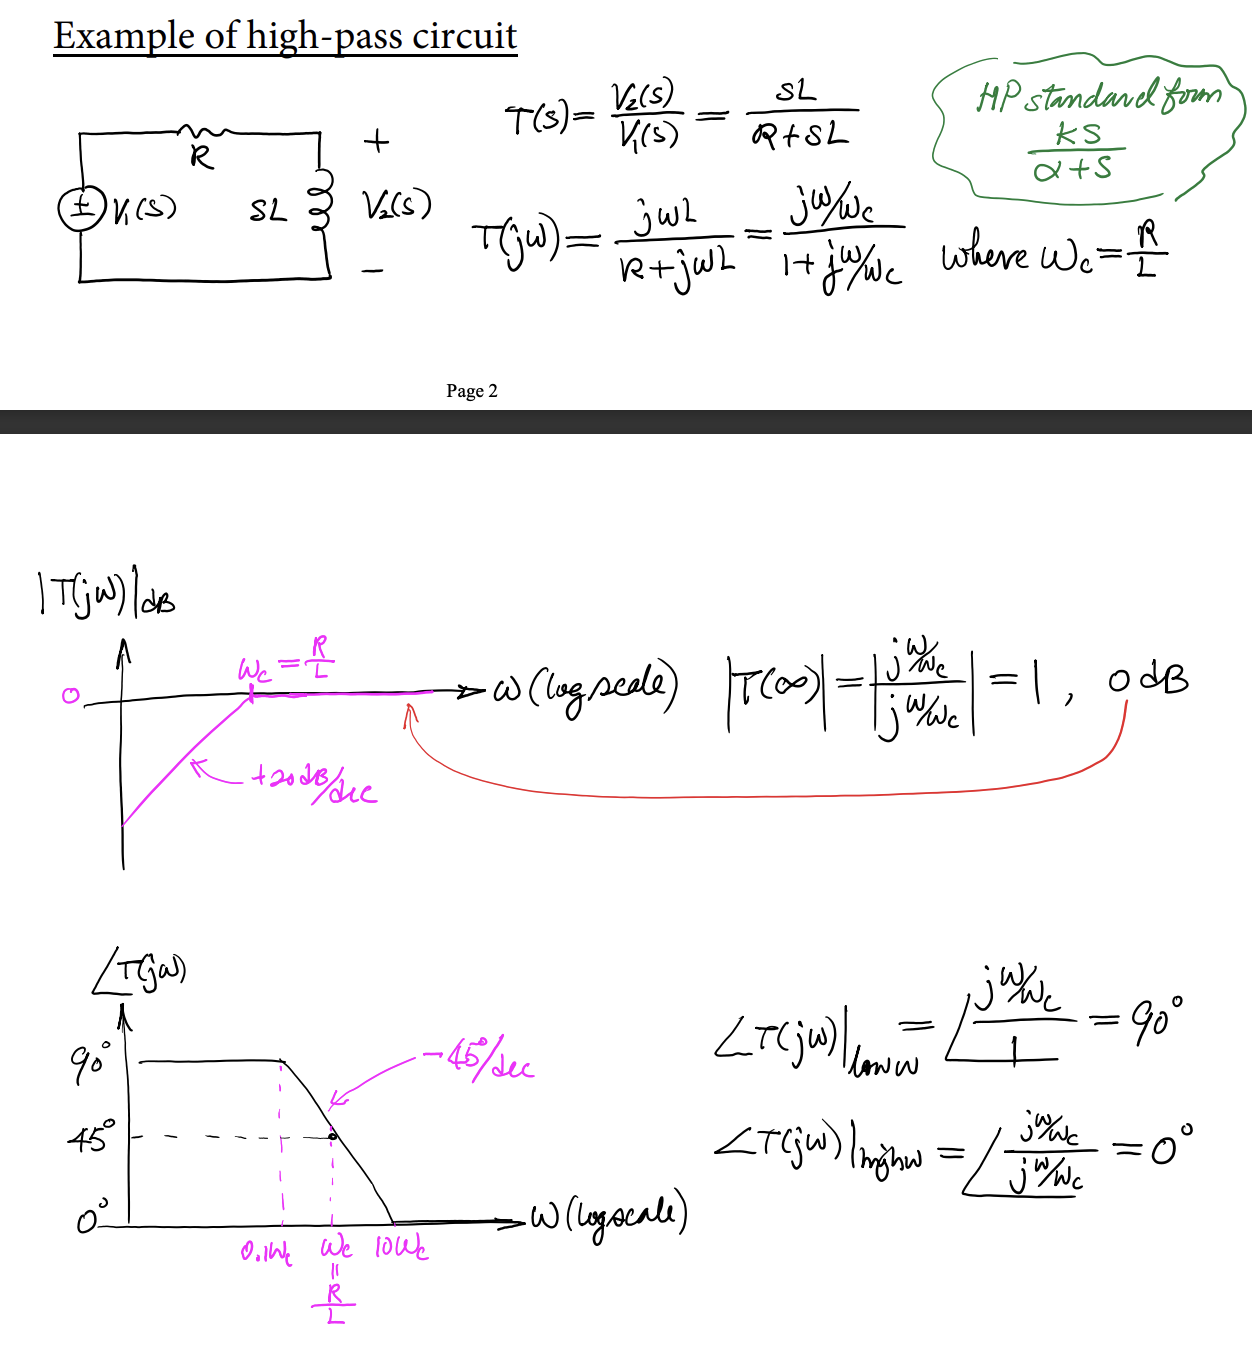 Example of high-pass circuit
T(s) = V₂(s)/V₁(s) = sL/(R+sL)
HP standard form
ks/(α+s)
R
V₁(s)
sL
+
V₂(s)
−
T(jω) = jωL/(R+jωL) = (jω/ωc)/(1+jω/ωc) where ωc = R/L
Page 2
|T(jω)|dB
0
ωc = R/L
ω (log scale)
|T(∞)| = |(jω/ωc)/(jω/ωc)| = 1, 0 dB
+20 dB/dec
∠T(jω)
90°
45°
0°
−45°/dec
0.1ωc
ωc = R/L
10ωc
ω (log scale)
∠T(jω)|low ω = ∠(jω/ωc)/1 = 90°
∠T(jω)|high ω = ∠(jω/ωc)/(jω/ωc) = 0°